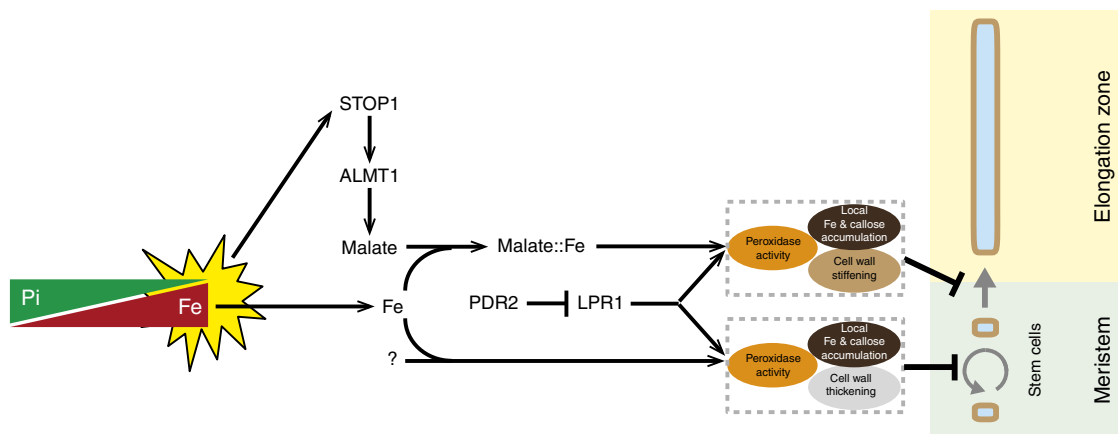 STOP1
ALMT1
Malate
Malate::Fe
Pi
Fe
Fe
PDR2
LPR1
?
Peroxidase
activity
Local
Fe & callose
accumulation
Cell wall
stiffening
Peroxidase
activity
Local
Fe & callose
accumulation
Cell wall
thickening
Elongation zone
Stem cells
Meristem